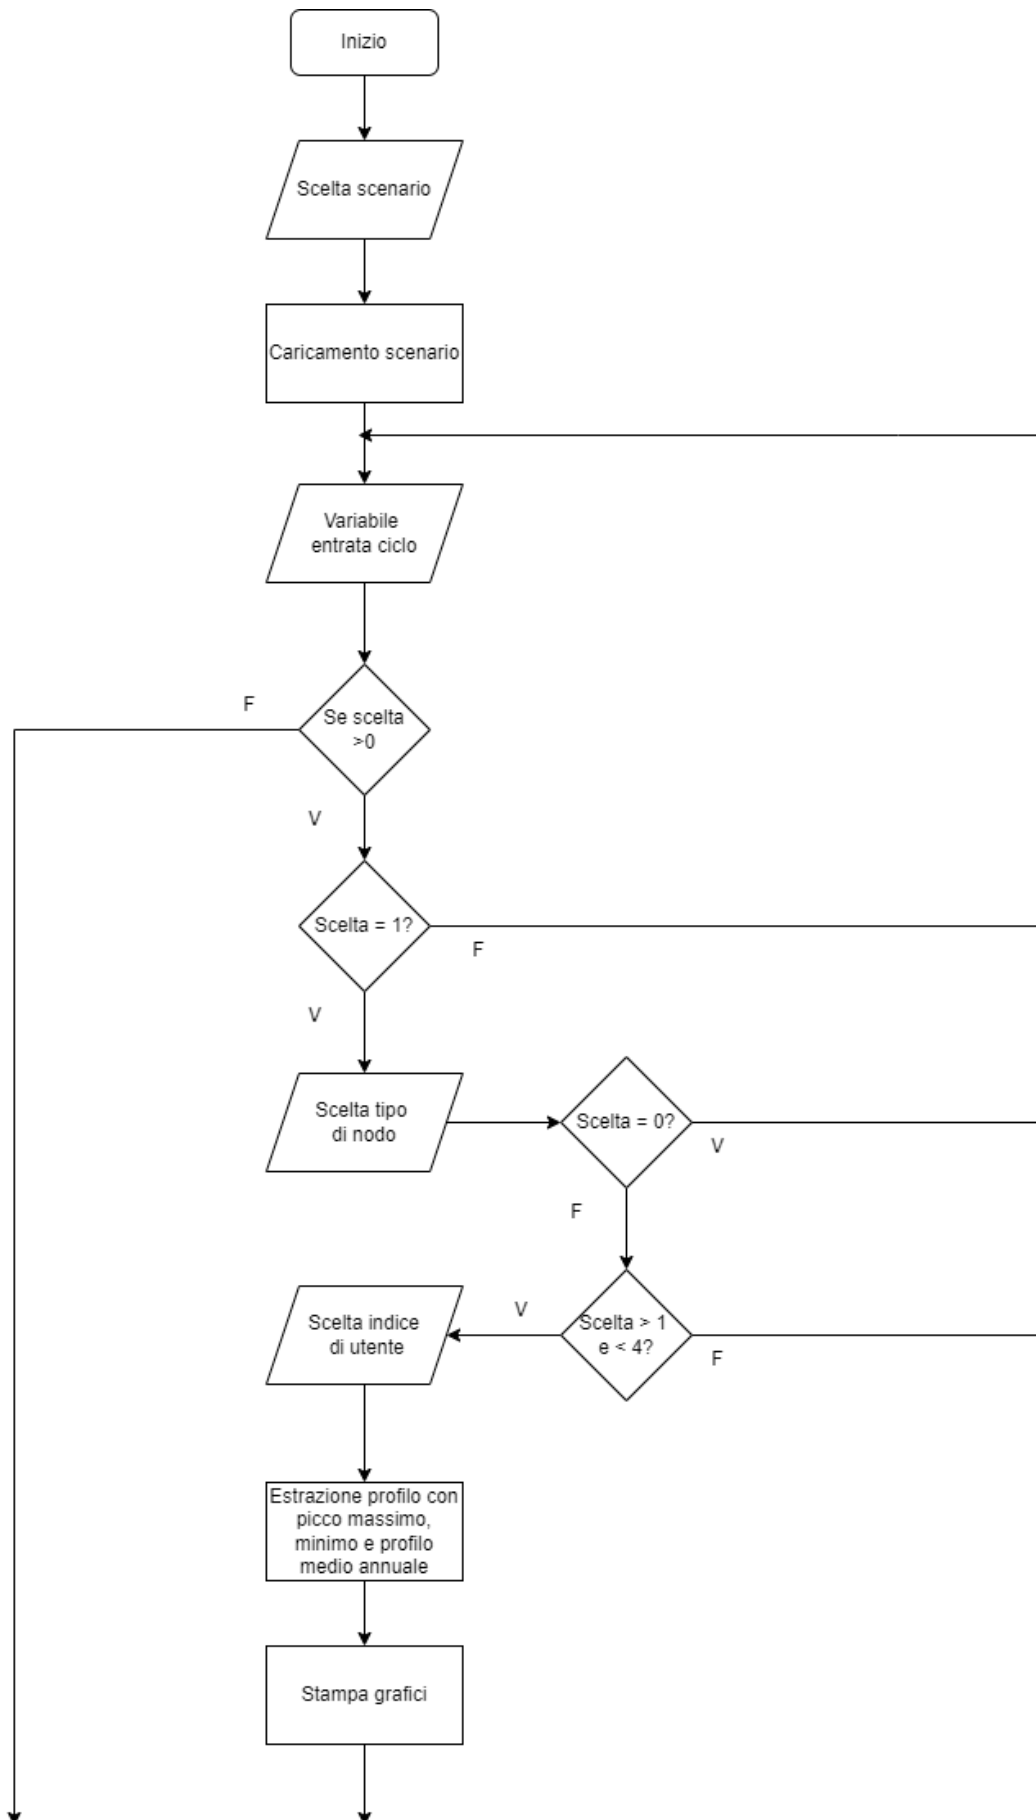 Inizio
Scelta scenario
Caricamento scenario
Variabile
entrata ciclo
F
Se scelta
>0
V
Scelta = 1?
F
V
Scelta tipo
di nodo
Scelta = 0?
V
F
Scelta indice
di utente
V
Scelta > 1
e < 4?
F
Estrazione profilo con
picco massimo,
minimo e profilo
medio annuale
Stampa grafici